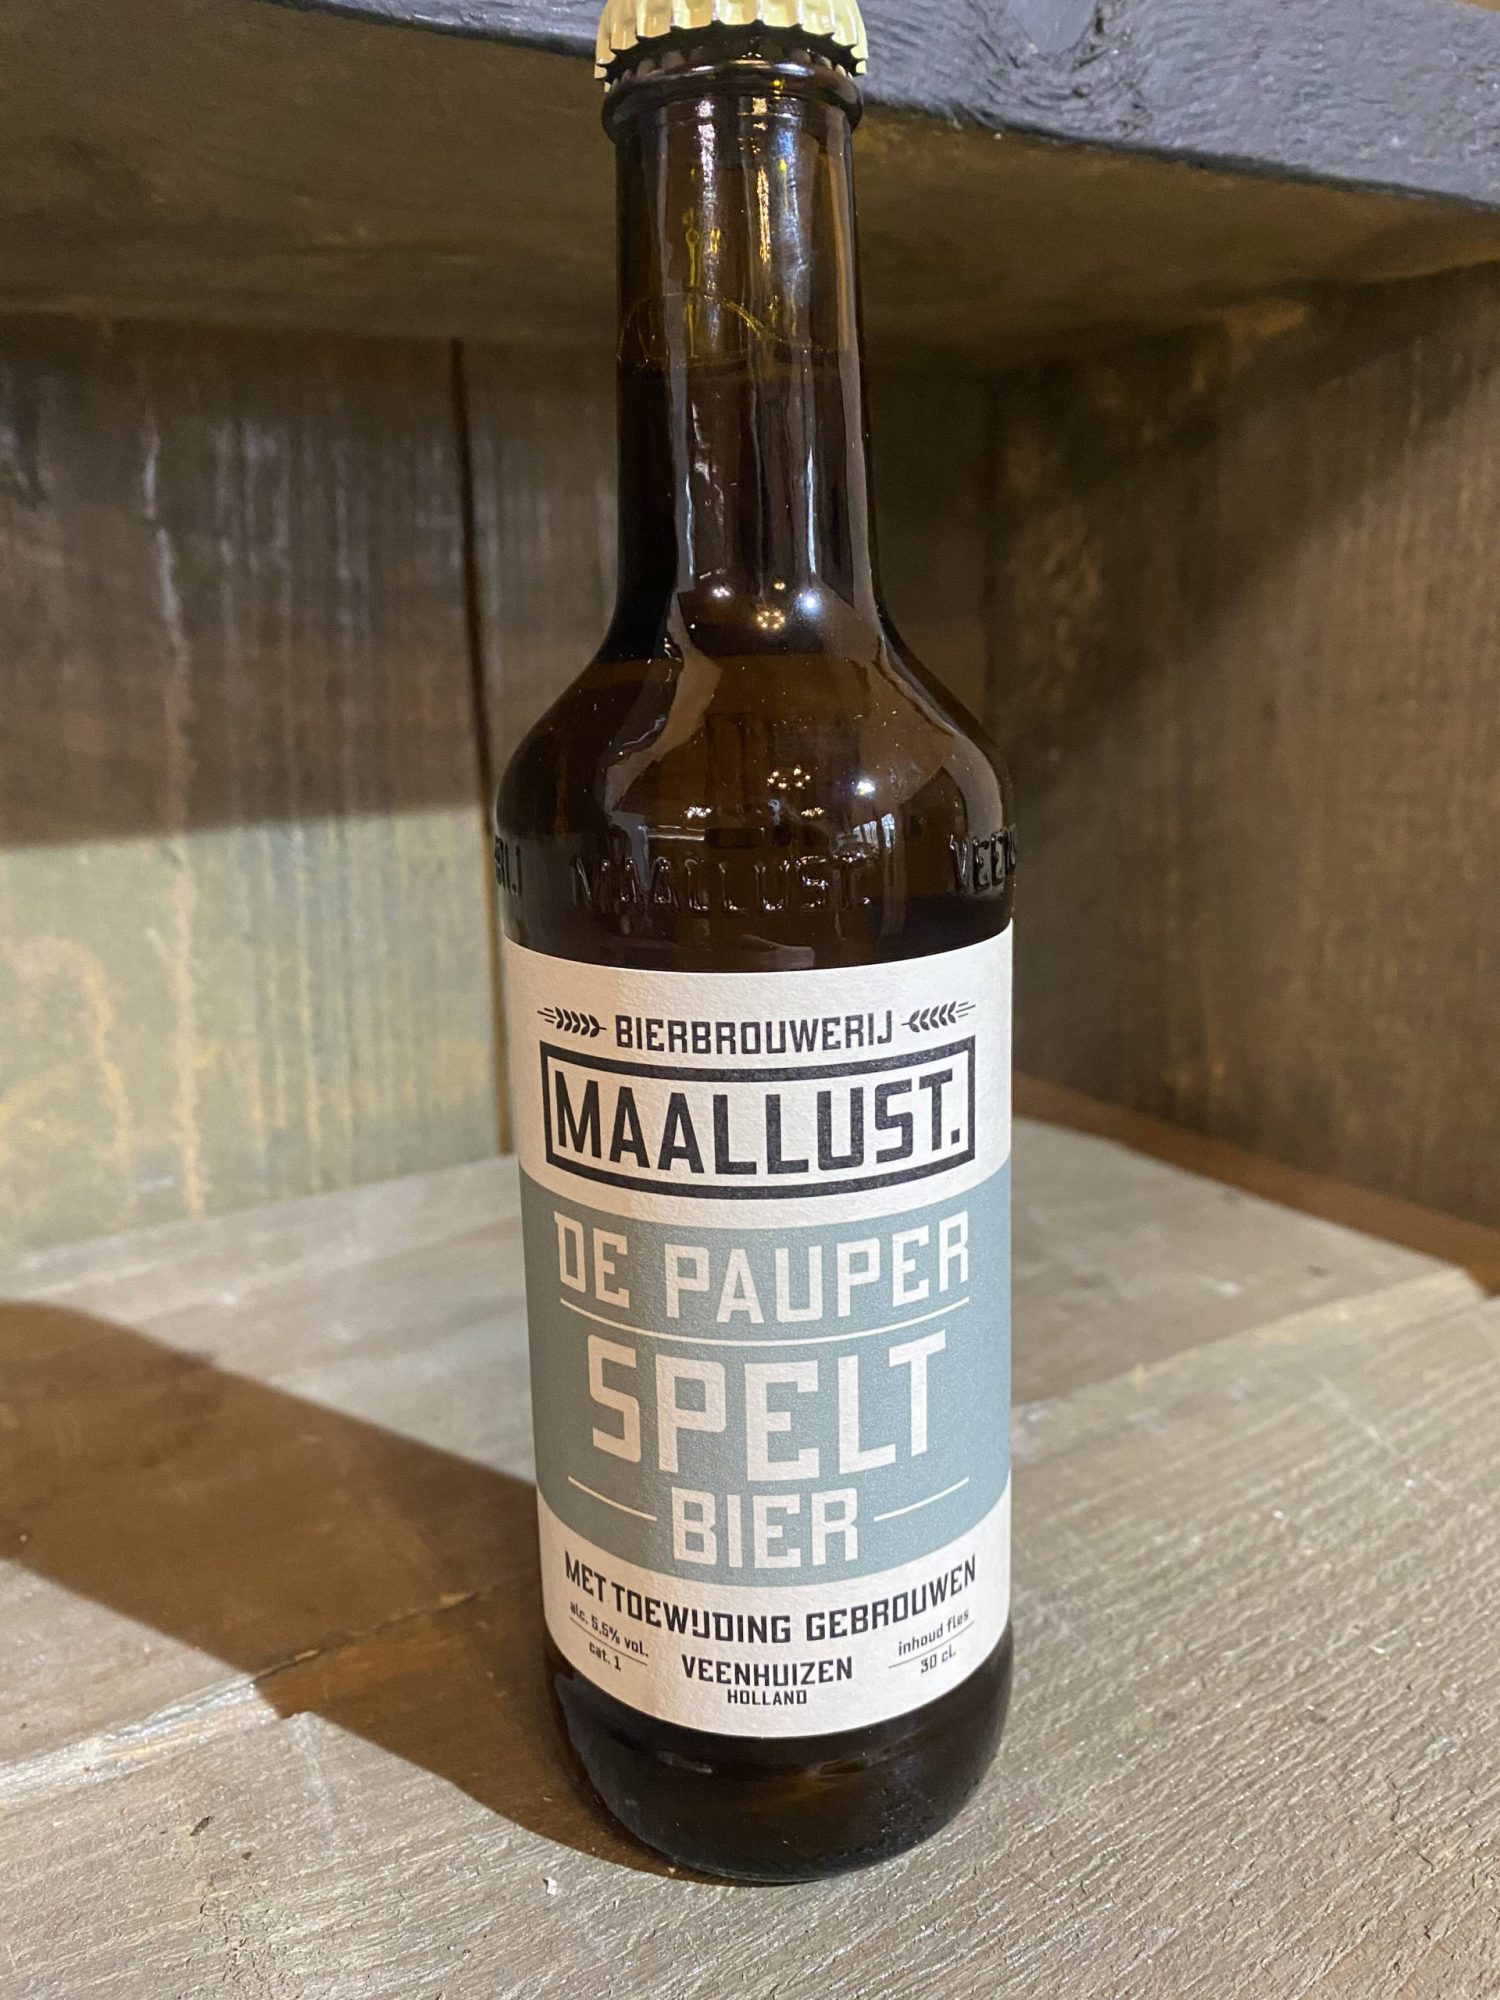 MAALLUST.
BIERBROUWERIJ
MAALLUST.
DE PAUPER
SPELT
BIER
MET TOEWIJDING GEBROUWEN
alc. 5,5% vol.
cat. 1
VEENHUIZEN
HOLLAND
inhoud fles
30 cl.